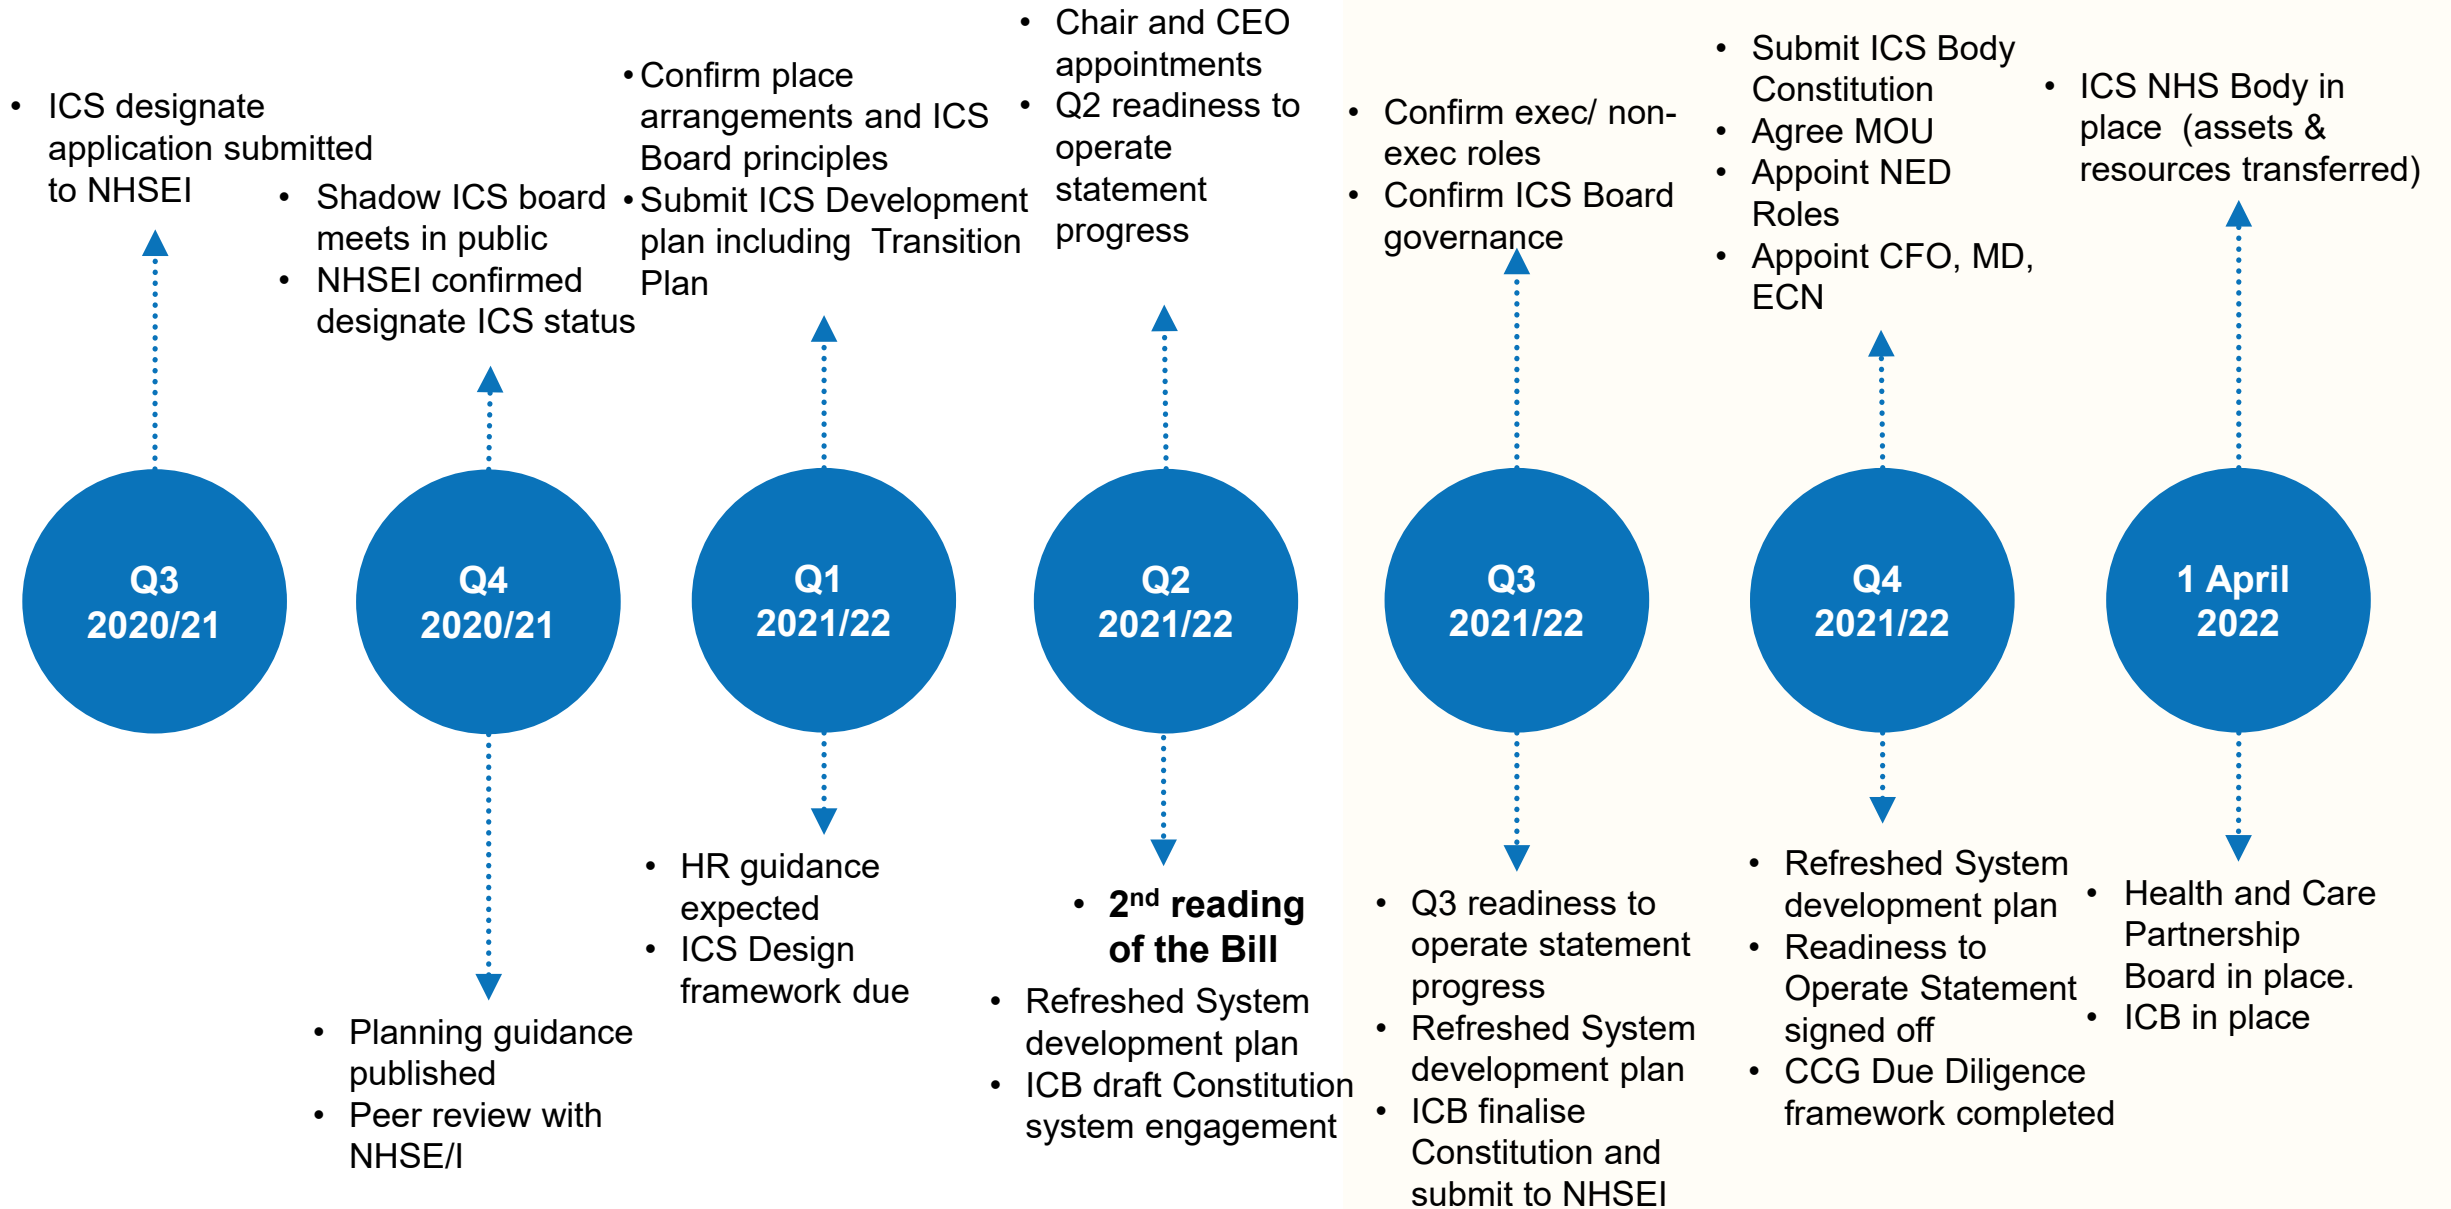 • ICS designate
application submitted
to NHSEI
• Shadow ICS board
meets in public
• NHSEI confirmed
designate ICS status
• Confirm place
arrangements and ICS
Board principles
• Submit ICS Development
plan including  Transition
Plan
• Chair and CEO
appointments
• Q2 readiness to
operate
statement
progress
• Confirm exec/ non-
exec roles
• Confirm ICS Board
governance
• Submit ICS Body
Constitution
• Agree MOU
• Appoint NED
Roles
• Appoint CFO, MD,
ECN
• ICS NHS Body in
place  (assets &
resources transferred)
Q3
2020/21
Q4
2020/21
Q1
2021/22
Q2
2021/22
Q3
2021/22
Q4
2021/22
1 April
2022
• Planning guidance
published
• Peer review with
NHSE/I
• HR guidance
expected
• ICS Design
framework due
• 2nd reading
of the Bill
• Refreshed System
development plan
• ICB draft Constitution
system engagement
• Q3 readiness to
operate statement
progress
• Refreshed System
development plan
• ICB finalise
Constitution and
submit to NHSEI
• Refreshed System
development plan
• Readiness to
Operate Statement
signed off
• CCG Due Diligence
framework completed
• Health and Care
Partnership
Board in place.
• ICB in place